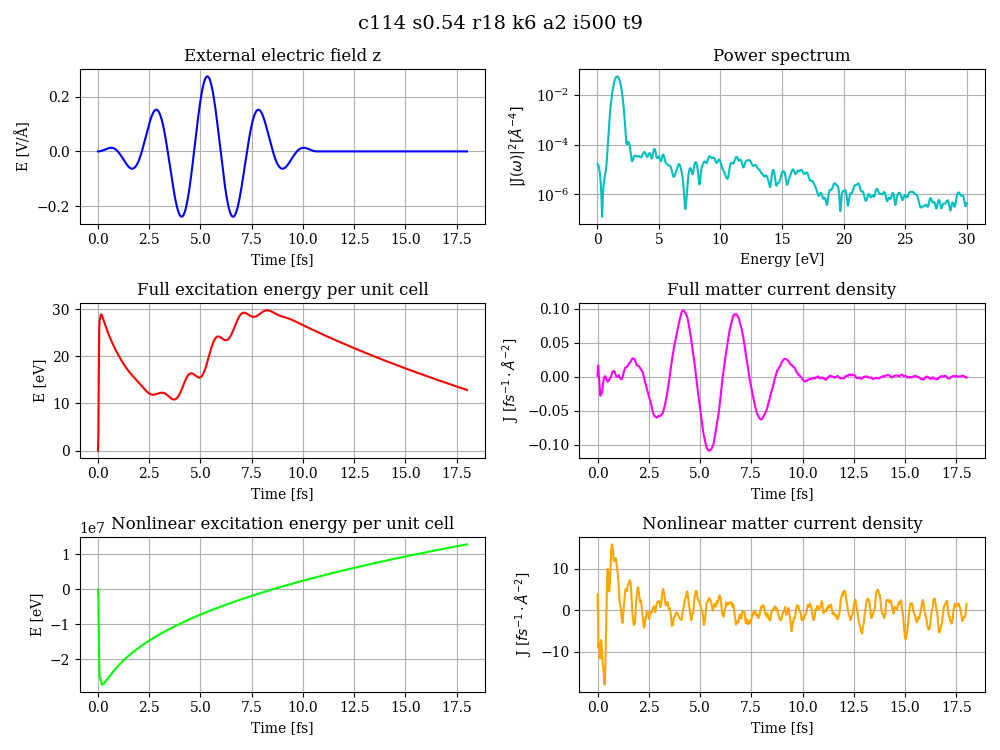 c114 s0.54 r18 k6 a2 i500 t9
External electric field z
E [V/Å]
0.2
0.0
−0.2
0.0 2.5 5.0 7.5 10.0 12.5 15.0 17.5
Time [fs]
Power spectrum
|J(ω)|² [Å⁻⁴]
10⁻²
10⁻⁴
10⁻⁶
0 5 10 15 20 25 30
Energy [eV]
Full excitation energy per unit cell
E [eV]
30
20
10
0
0.0 2.5 5.0 7.5 10.0 12.5 15.0 17.5
Time [fs]
Full matter current density
J [fs⁻¹ · Å⁻²]
0.10
0.05
0.00
−0.05
−0.10
0.0 2.5 5.0 7.5 10.0 12.5 15.0 17.5
Time [fs]
Nonlinear excitation energy per unit cell
1e7
E [eV]
1
0
−1
−2
0.0 2.5 5.0 7.5 10.0 12.5 15.0 17.5
Time [fs]
Nonlinear matter current density
J [fs⁻¹ · Å⁻²]
10
0
−10
0.0 2.5 5.0 7.5 10.0 12.5 15.0 17.5
Time [fs]